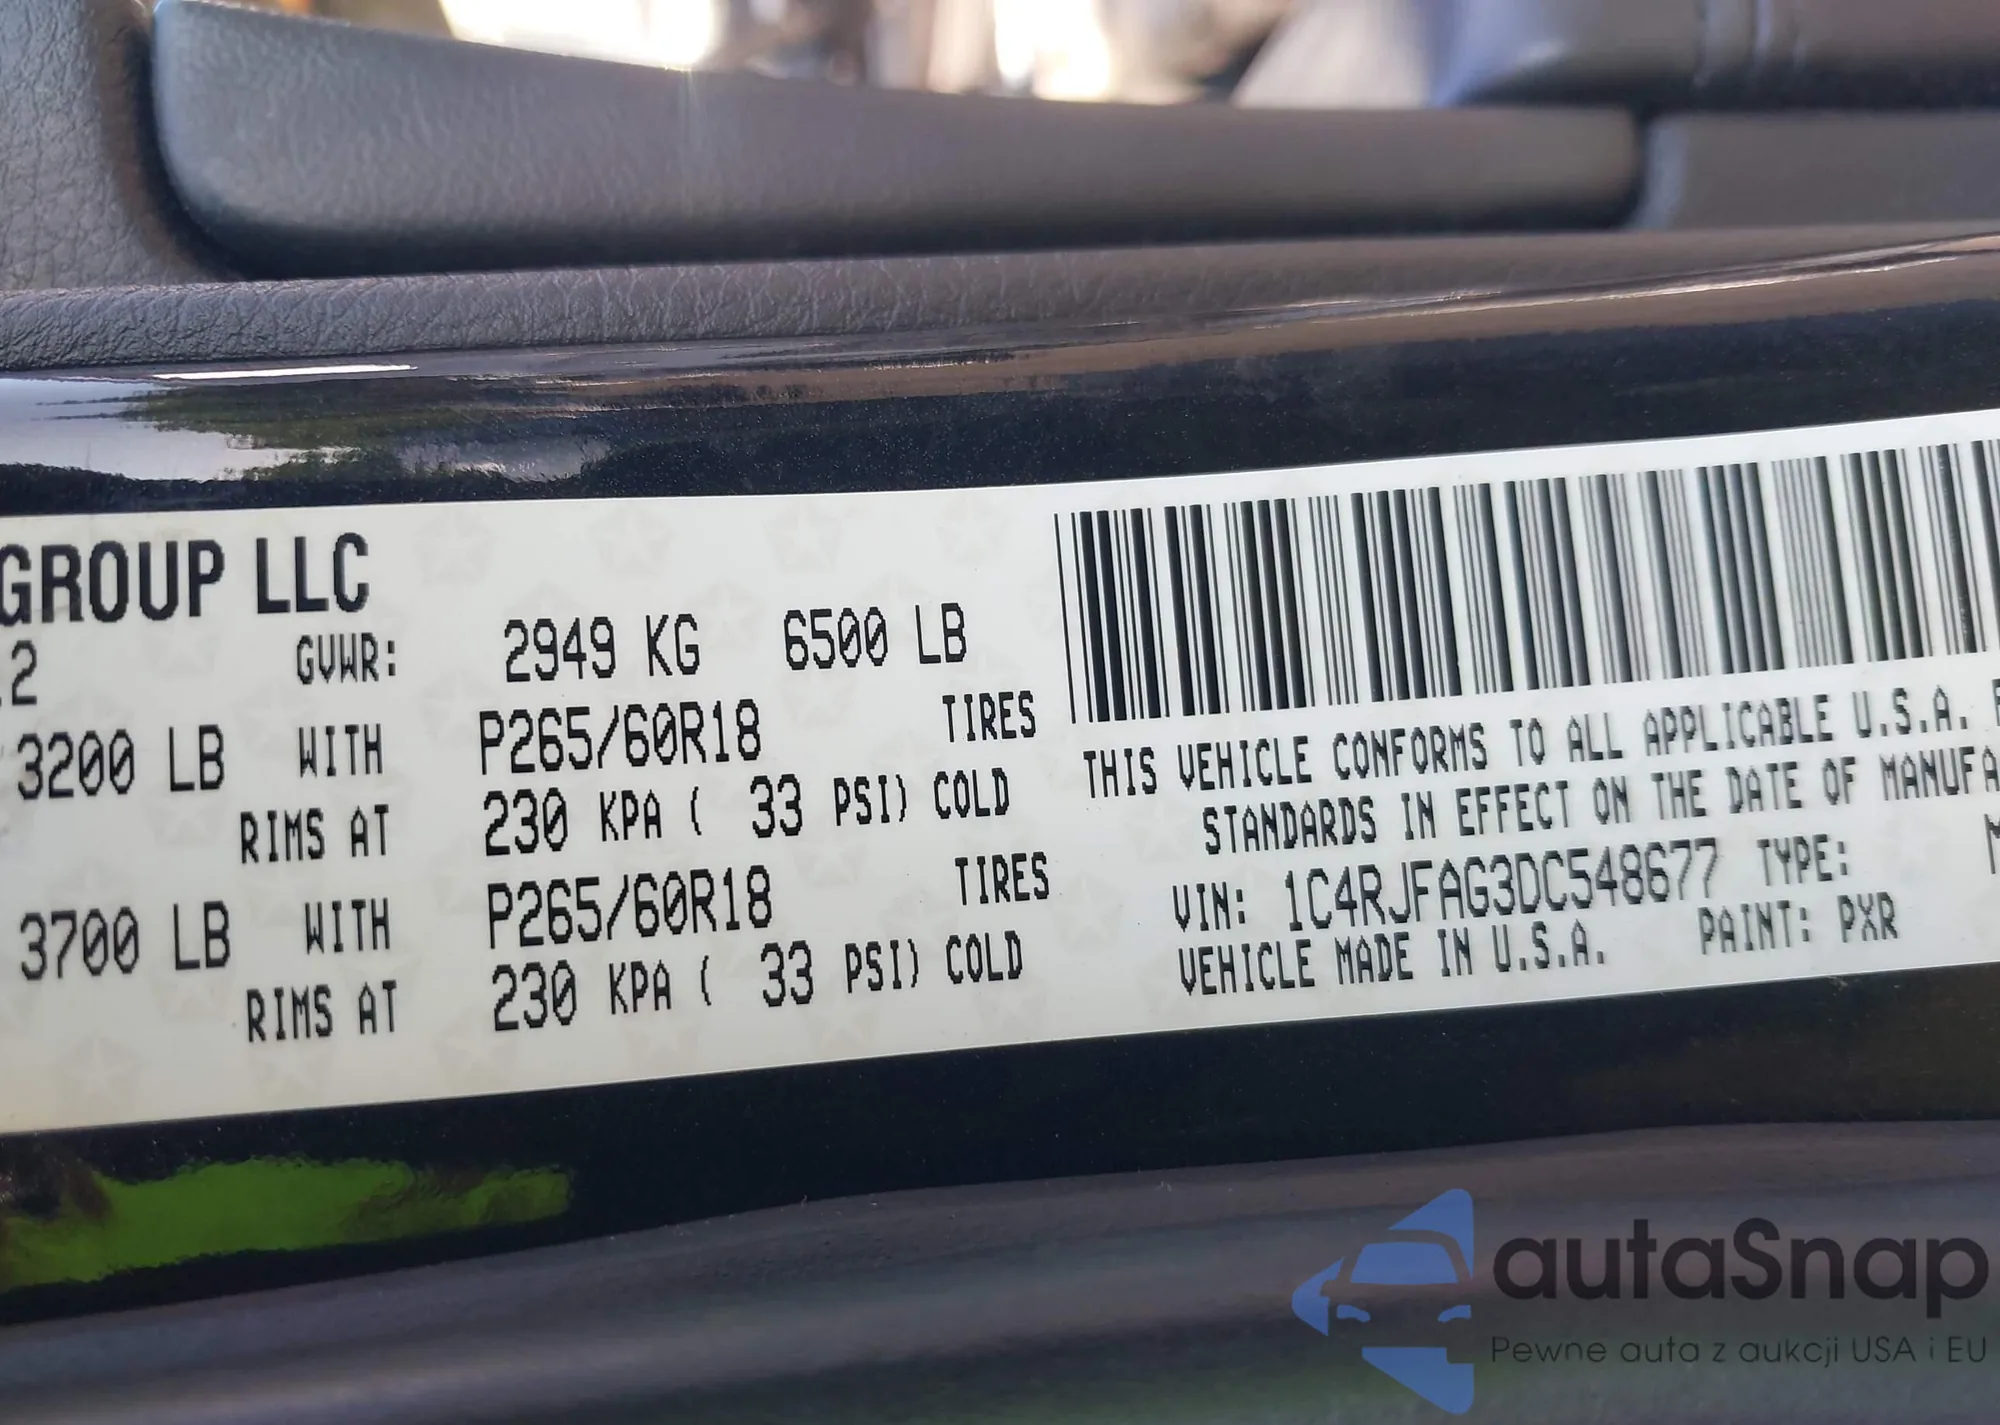 GROUP LLC
.2 GVWR: 2949 KG 6500 LB
3200 LB WITH P265/60R18 TIRES
RIMS AT 230 KPA ( 33 PSI) COLD
3700 LB WITH P265/60R18 TIRES
RIMS AT 230 KPA ( 33 PSI) COLD
THIS VEHICLE CONFORMS TO ALL APPLICABLE U.S.A. F
STANDARDS IN EFFECT ON THE DATE OF MANUFA
VIN: 1C4RJFAG3DC548677 TYPE: M
VEHICLE MADE IN U.S.A. PAINT: PXR
autaSnap
Pewne auta z aukcji USA i EU